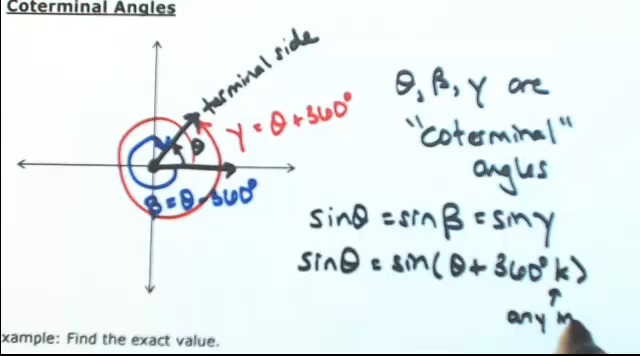 Coterminal Angles
terminal side
θ
γ = θ + 360°
β = θ - 360°
θ, β, γ are
"coterminal"
angles
sinθ = sinβ = sinγ
sinθ = sin(θ + 360°k)
↑
any
xample: Find the exact value.